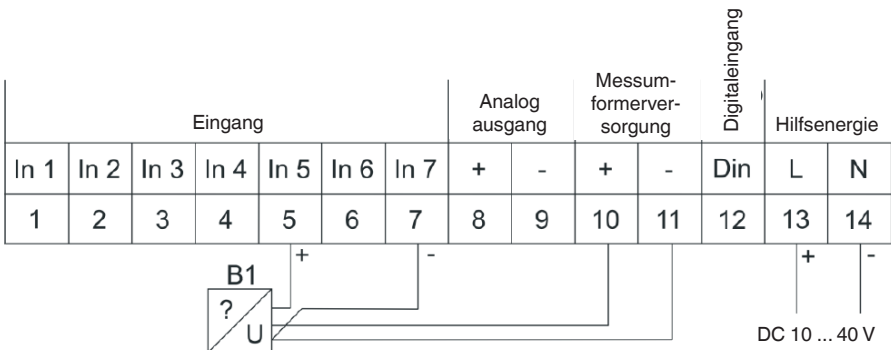 Digitaleingang
Messum-
formerver-
sorgung
Analog
ausgang
Eingang
Hilfsenergie
In 1 In 2 In 3 In 4 In 5 In 6 In 7 + - + - Din L N
1 2 3 4 5 6 7 8 9 10 11 12 13 14
+ - + -
B1
?
U
DC 10 ... 40 V